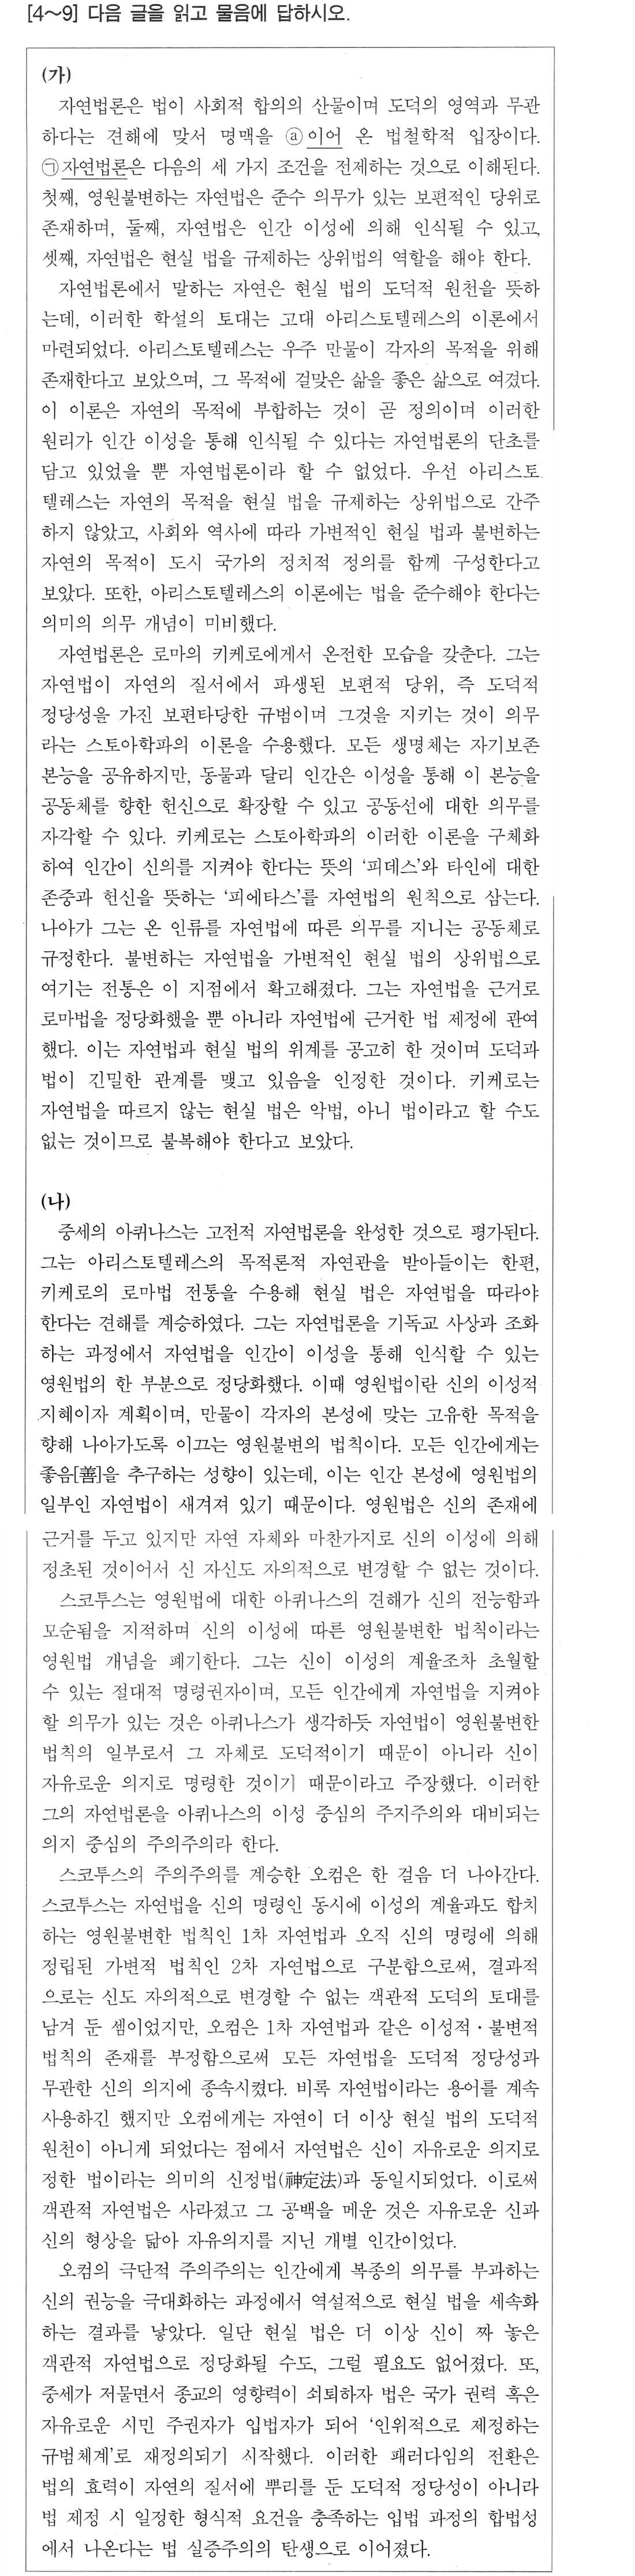 [4～9] 다음 글을 읽고 물음에 답하시오.
(가)
자연법론은 법이 사회적 합의의 산물이며 도덕의 영역과 무관
하다는 견해에 맞서 명맥을 ⓐ이어 온 법철학적 입장이다.
㉠자연법론은 다음의 세 가지 조건을 전제하는 것으로 이해된다.
첫째, 영원불변하는 자연법은 준수 의무가 있는 보편적인 당위로
존재하며, 둘째, 자연법은 인간 이성에 의해 인식될 수 있고,
셋째, 자연법은 현실 법을 규제하는 상위법의 역할을 해야 한다.
자연법론에서 말하는 자연은 현실 법의 도덕적 원천을 뜻하
는데, 이러한 학설의 토대는 고대 아리스토텔레스의 이론에서
마련되었다. 아리스토텔레스는 우주 만물이 각자의 목적을 위해
존재한다고 보았으며, 그 목적에 걸맞은 삶을 좋은 삶으로 여겼다.
이 이론은 자연의 목적에 부합하는 것이 곧 정의이며 이러한
원리가 인간 이성을 통해 인식될 수 있다는 자연법론의 단초를
담고 있었을 뿐 자연법론이라 할 수 없었다. 우선 아리스토
텔레스는 자연의 목적을 현실 법을 규제하는 상위법으로 간주
하지 않았고, 사회와 역사에 따라 가변적인 현실 법과 불변하는
자연의 목적이 도시 국가의 정치적 정의를 함께 구성한다고
보았다. 또한, 아리스토텔레스의 이론에는 법을 준수해야 한다는
의미의 의무 개념이 미비했다.
자연법론은 로마의 키케로에게서 온전한 모습을 갖춘다. 그는
자연법이 자연의 질서에서 파생된 보편적 당위, 즉 도덕적
정당성을 가진 보편타당한 규범이며 그것을 지키는 것이 의무
라는 스토아학파의 이론을 수용했다. 모든 생명체는 자기보존
본능을 공유하지만, 동물과 달리 인간은 이성을 통해 이 본능을
공동체를 향한 헌신으로 확장할 수 있고 공동선에 대한 의무를
자각할 수 있다. 키케로는 스토아학파의 이러한 이론을 구체화
하여 인간이 신의를 지켜야 한다는 뜻의 ‘피데스’와 타인에 대한
존중과 헌신을 뜻하는 ‘피에타스’를 자연법의 원칙으로 삼는다.
나아가 그는 온 인류를 자연법에 따른 의무를 지니는 공동체로
규정한다. 불변하는 자연법을 가변적인 현실 법의 상위법으로
여기는 전통은 이 지점에서 확고해졌다. 그는 자연법을 근거로
로마법을 정당화했을 뿐 아니라 자연법에 근거한 법 제정에 관여
했다. 이는 자연법과 현실 법의 위계를 공고히 한 것이며 도덕과
법이 긴밀한 관계를 맺고 있음을 인정한 것이다. 키케로는
자연법을 따르지 않는 현실 법은 악법, 아니 법이라고 할 수도
없는 것이므로 불복해야 한다고 보았다.
(나)
중세의 아퀴나스는 고전적 자연법론을 완성한 것으로 평가된다.
그는 아리스토텔레스의 목적론적 자연관을 받아들이는 한편,
키케로의 로마법 전통을 수용해 현실 법은 자연법을 따라야
한다는 견해를 계승하였다. 그는 자연법론을 기독교 사상과 조화
하는 과정에서 자연법을 인간이 이성을 통해 인식할 수 있는
영원법의 한 부분으로 정당화했다. 이때 영원법이란 신의 이성적
지혜이자 계획이며, 만물이 각자의 본성에 맞는 고유한 목적을
향해 나아가도록 이끄는 영원불변의 법칙이다. 모든 인간에게는
좋음[善]을 추구하는 성향이 있는데, 이는 인간 본성에 영원법의
일부인 자연법이 새겨져 있기 때문이다. 영원법은 신의 존재에
근거를 두고 있지만 자연 자체와 마찬가지로 신의 이성에 의해
정초된 것이어서 신 자신도 자의적으로 변경할 수 없는 것이다.
스코투스는 영원법에 대한 아퀴나스의 견해가 신의 전능함과
모순됨을 지적하며 신의 이성에 따른 영원불변한 법칙이라는
영원법 개념을 폐기한다. 그는 신이 이성의 계율조차 초월할
수 있는 절대적 명령권자이며, 모든 인간에게 자연법을 지켜야
할 의무가 있는 것은 아퀴나스가 생각하듯 자연법이 영원불변한
법칙의 일부로서 그 자체로 도덕적이기 때문이 아니라 신이
자유로운 의지로 명령한 것이기 때문이라고 주장했다. 이러한
그의 자연법론을 아퀴나스의 이성 중심의 주지주의와 대비되는
의지 중심의 주의주의라 한다.
스코투스의 주의주의를 계승한 오컴은 한 걸음 더 나아간다.
스코투스는 자연법을 신의 명령인 동시에 이성의 계율과도 합치
하는 영원불변한 법칙인 1차 자연법과 오직 신의 명령에 의해
정립된 가변적 법칙인 2차 자연법으로 구분함으로써, 결과적
으로는 신도 자의적으로 변경할 수 없는 객관적 도덕의 토대를
남겨 둔 셈이었지만, 오컴은 1차 자연법과 같은 이성적·불변적
법칙의 존재를 부정함으로써 모든 자연법을 도덕적 정당성과
무관한 신의 의지에 종속시켰다. 비록 자연법이라는 용어를 계속
사용하긴 했지만 오컴에게는 자연이 더 이상 현실 법의 도덕적
원천이 아니게 되었다는 점에서 자연법은 신이 자유로운 의지로
정한 법이라는 의미의 신정법(神定法)과 동일시되었다. 이로써
객관적 자연법은 사라졌고 그 공백을 메운 것은 자유로운 신과
신의 형상을 닮아 자유의지를 지닌 개별 인간이었다.
오컴의 극단적 주의주의는 인간에게 복종의 의무를 부과하는
신의 권능을 극대화하는 과정에서 역설적으로 현실 법을 세속화
하는 결과를 낳았다. 일단 현실 법은 더 이상 신이 짜 놓은
객관적 자연법으로 정당화될 수도, 그럴 필요도 없어졌다. 또,
중세가 저물면서 종교의 영향력이 쇠퇴하자 법은 국가 권력 혹은
자유로운 시민 주권자가 입법자가 되어 ‘인위적으로 제정하는
규범체계’로 재정의되기 시작했다. 이러한 패러다임의 전환은
법의 효력이 자연의 질서에 뿌리를 둔 도덕적 정당성이 아니라
법 제정 시 일정한 형식적 요건을 충족하는 입법 과정의 합법성
에서 나온다는 법 실증주의의 탄생으로 이어졌다.